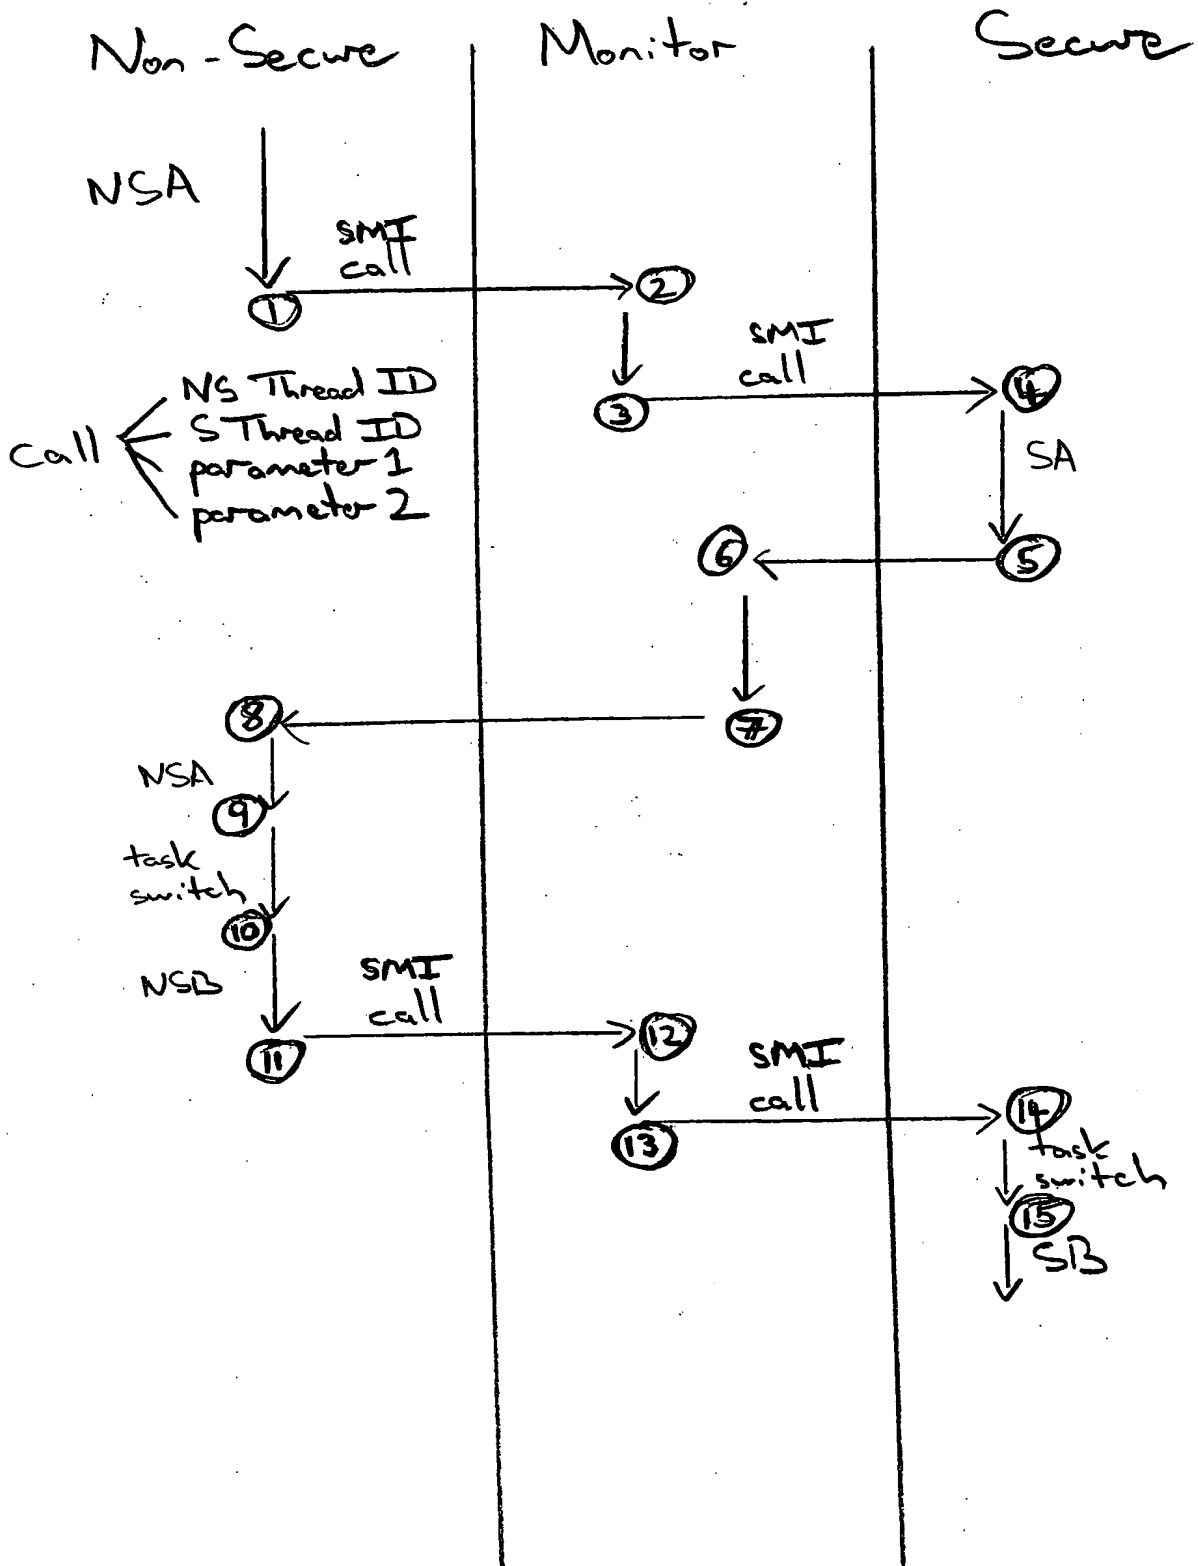 Non-Secure
Monitor
Secure
NSA
SMI
call
1
2
SMI
call
3
4
NS Thread ID
S Thread ID
call
parameter 1
parameter 2
SA
6
5
8
7
NSA
9
task
switch
10
NSB
SMI
call
11
12
SMI
call
13
14
task
switch
15
SB